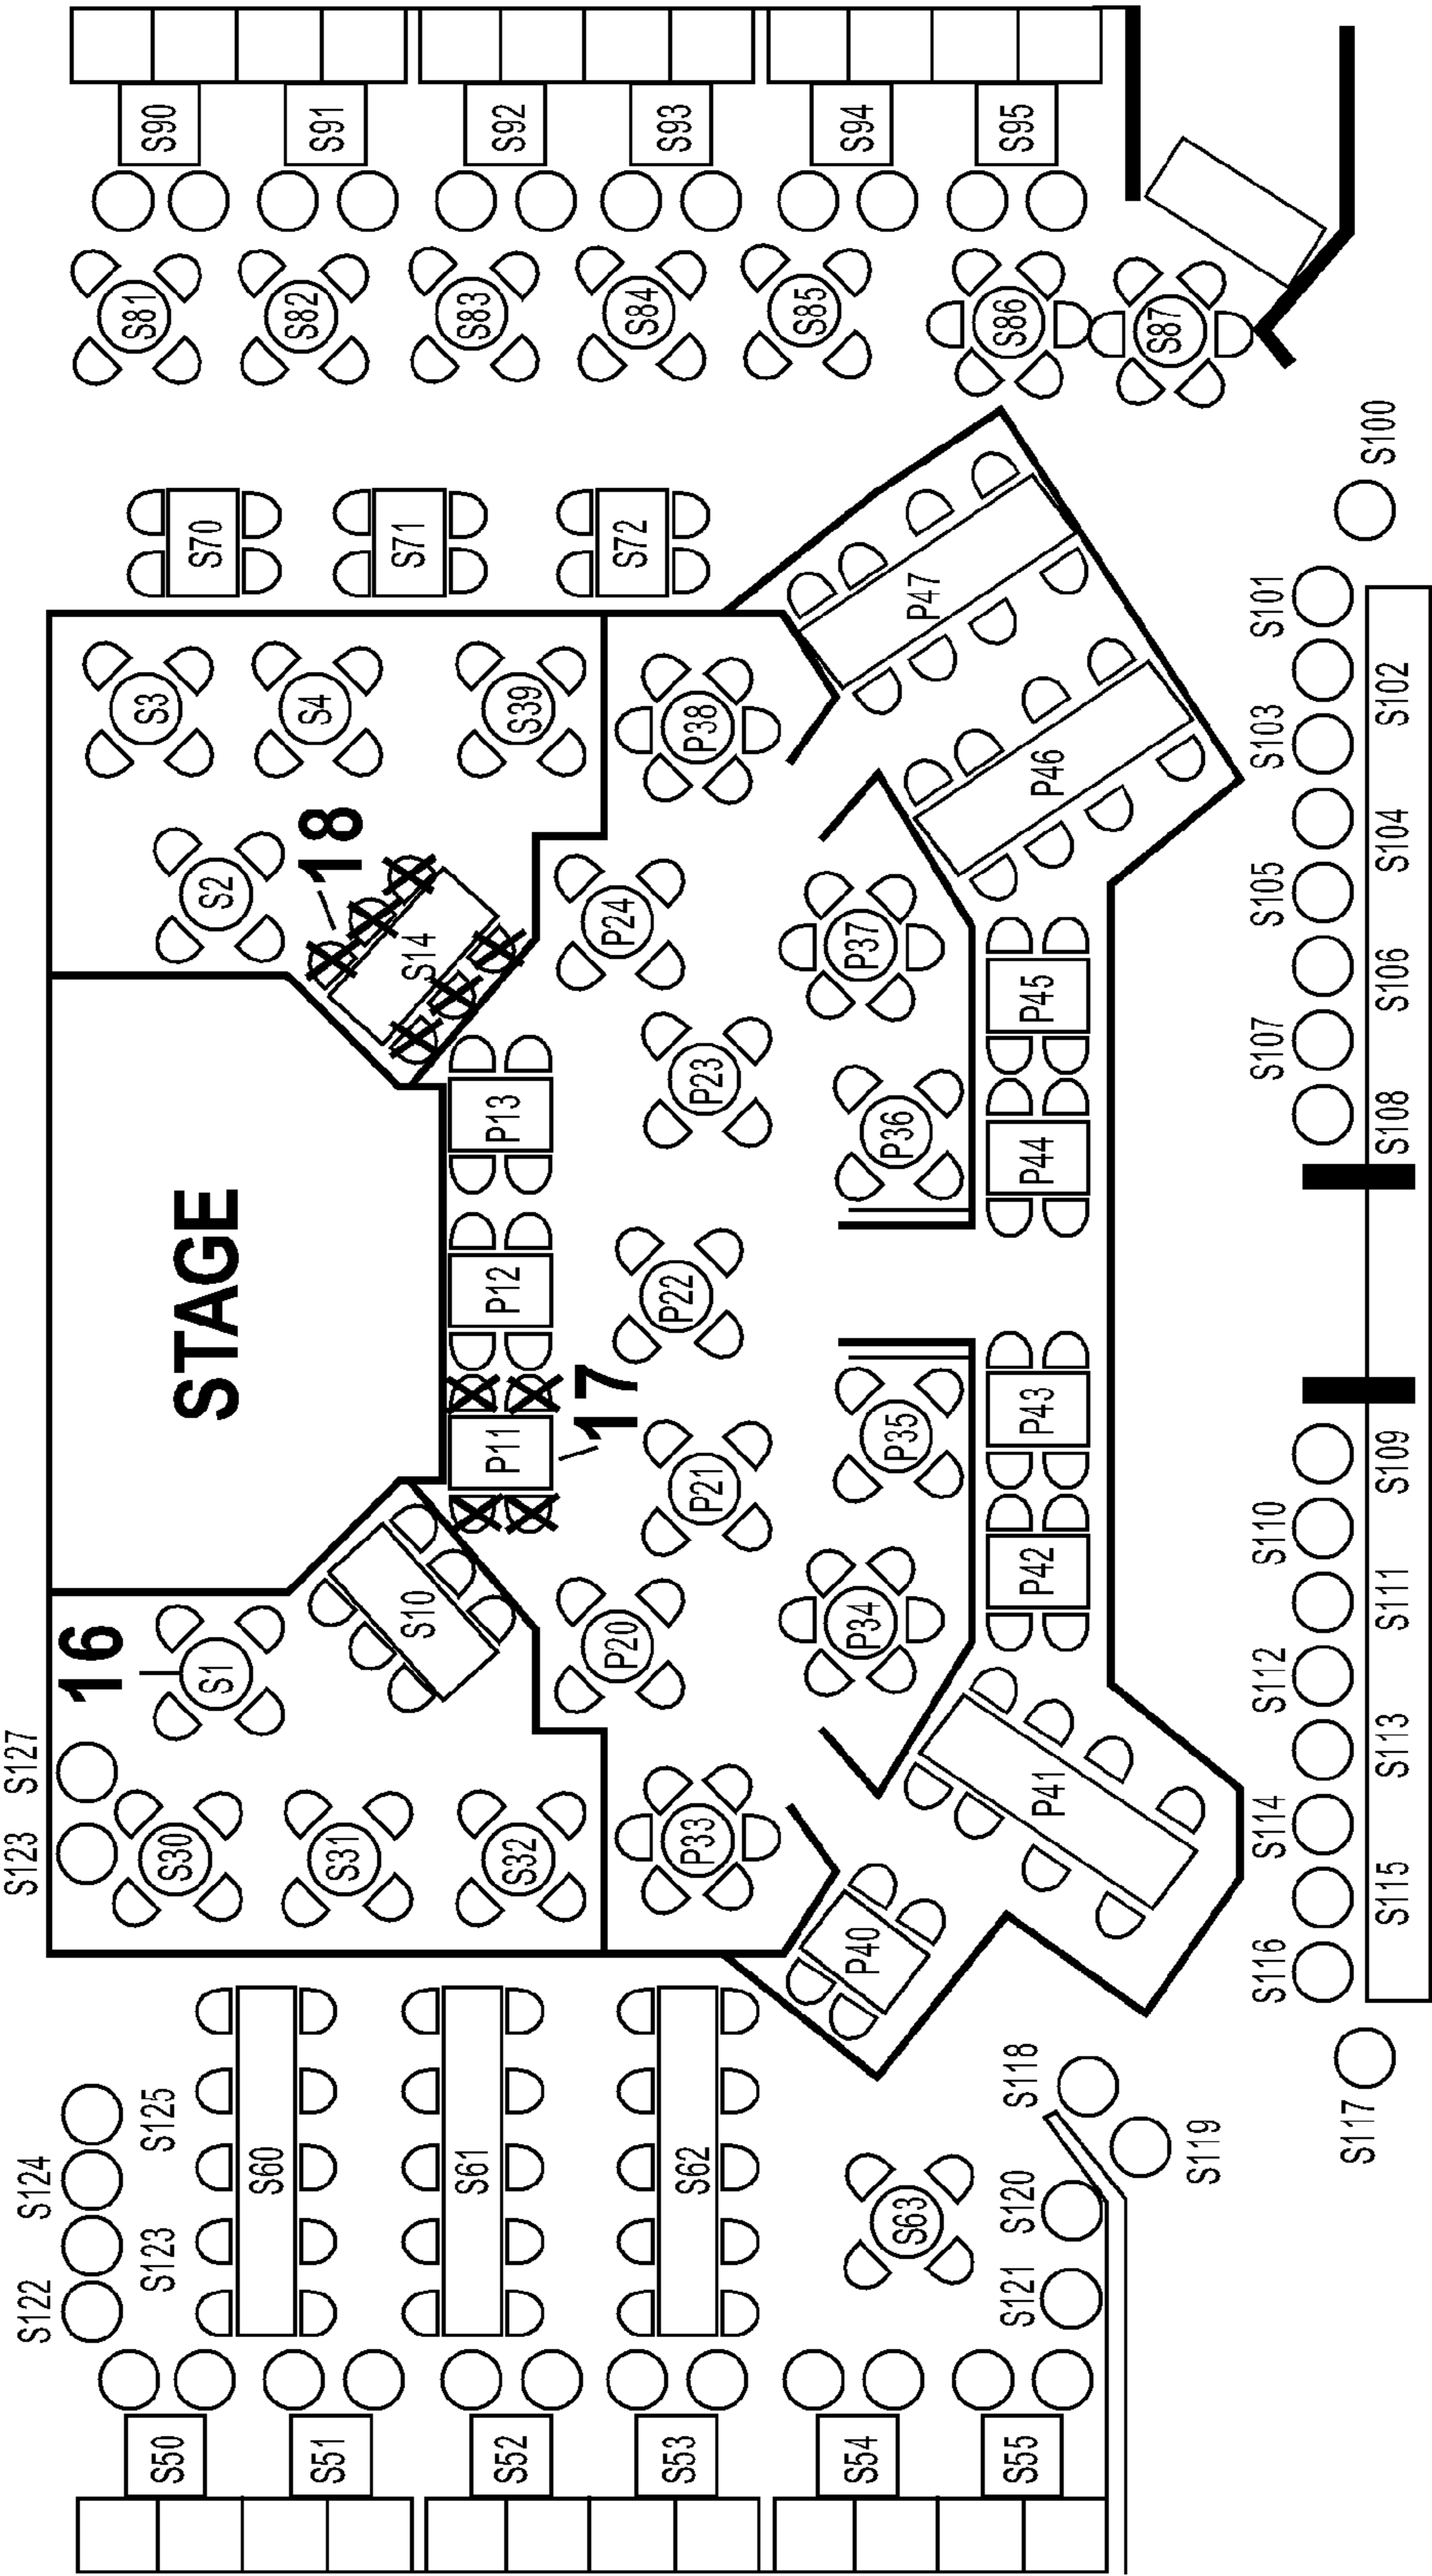 S122
S124
S123
S127
S123
S125
S50
S51
S52
S53
S54
S55
S60
S61
S62
S63
S121
S120
S118
S119
S117
16
S1
S30
S31
S32
S10
STAGE
P11
17
P12
P13
S14
18
S2
S3
S4
S39
P20
P21
P22
P23
P24
P33
P34
P35
P36
P37
P38
P40
P41
P42
P43
P44
P45
P46
P47
S70
S71
S72
S81
S82
S83
S84
S85
S86
S87
S90
S91
S92
S93
S94
S95
S116
S115
S114
S113
S112
S111
S110
S109
S108
S107
S106
S105
S104
S103
S102
S101
S100